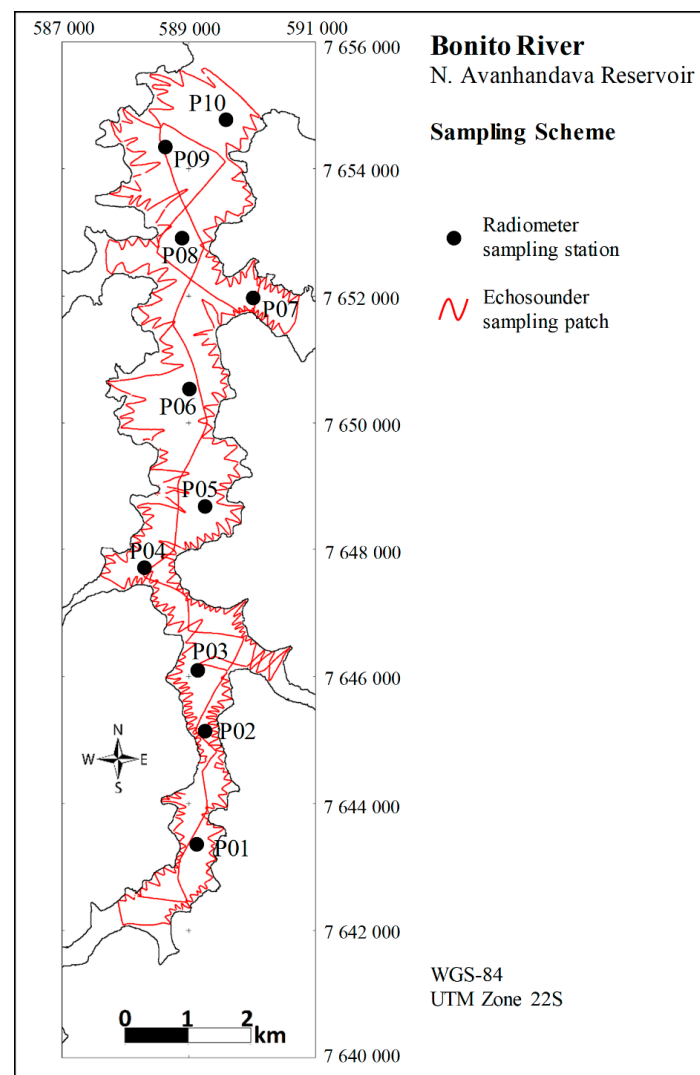 587 000 589 000 591 000
7 656 000
Bonito River
N. Avanhandava Reservoir
P10
Sampling Scheme
P09
7 654 000
Radiometer
sampling station
P08
P07
7 652 000
Echosounder
sampling patch
P06
7 650 000
P05
7 648 000
P04
P03
7 646 000
N
W E
S
P02
7 644 000
P01
7 642 000
WGS-84
UTM Zone 22S
0 1 2
km
7 640 000